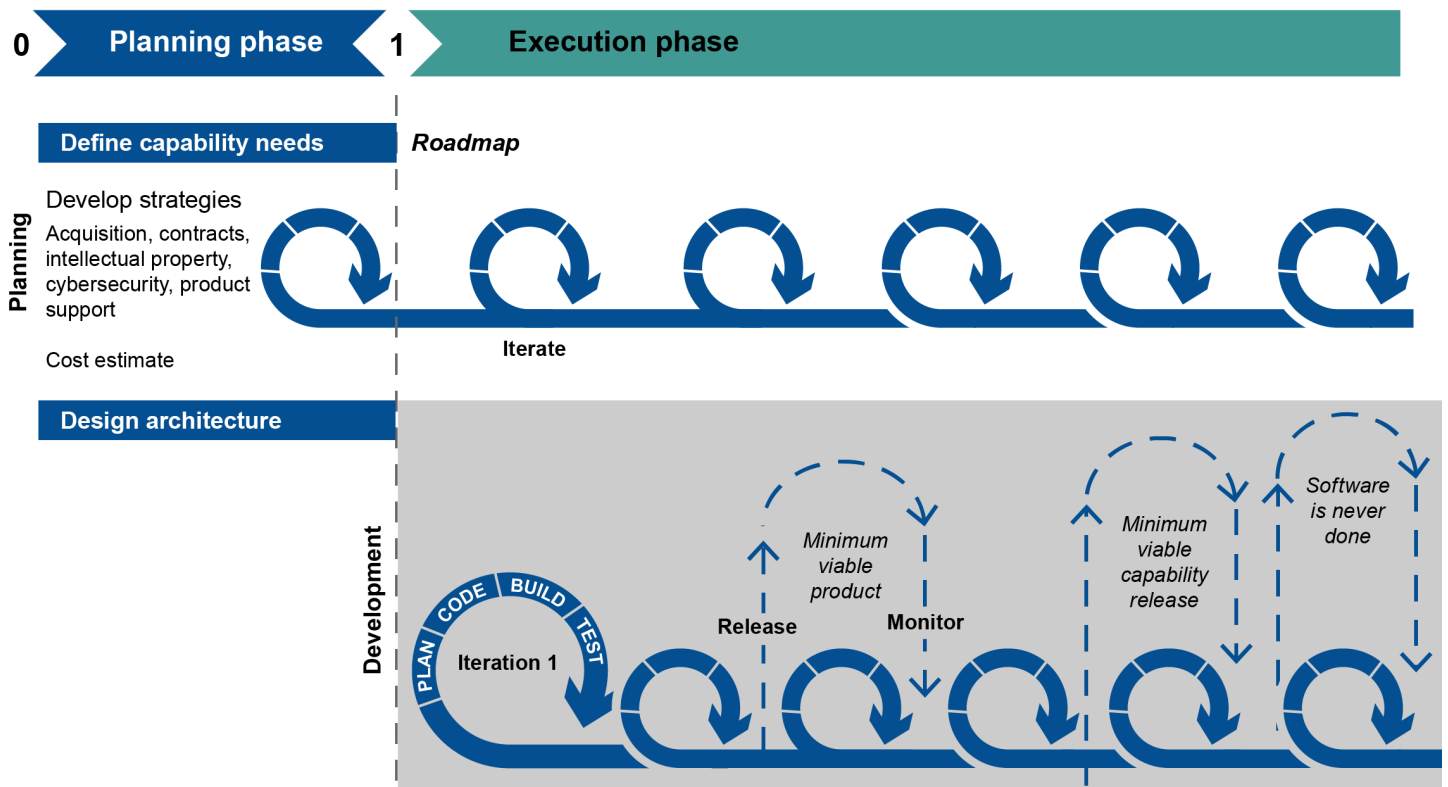 0
Planning phase
1
Execution phase
Define capability needs
Roadmap
Planning
Develop strategies
Acquisition, contracts,
intellectual property,
cybersecurity, product
support
Cost estimate
Iterate
Design architecture
Development
PLAN
CODE
BUILD
TEST
Iteration 1
Release
Minimum
viable
product
Monitor
Minimum
viable
capability
release
Software
is never
done